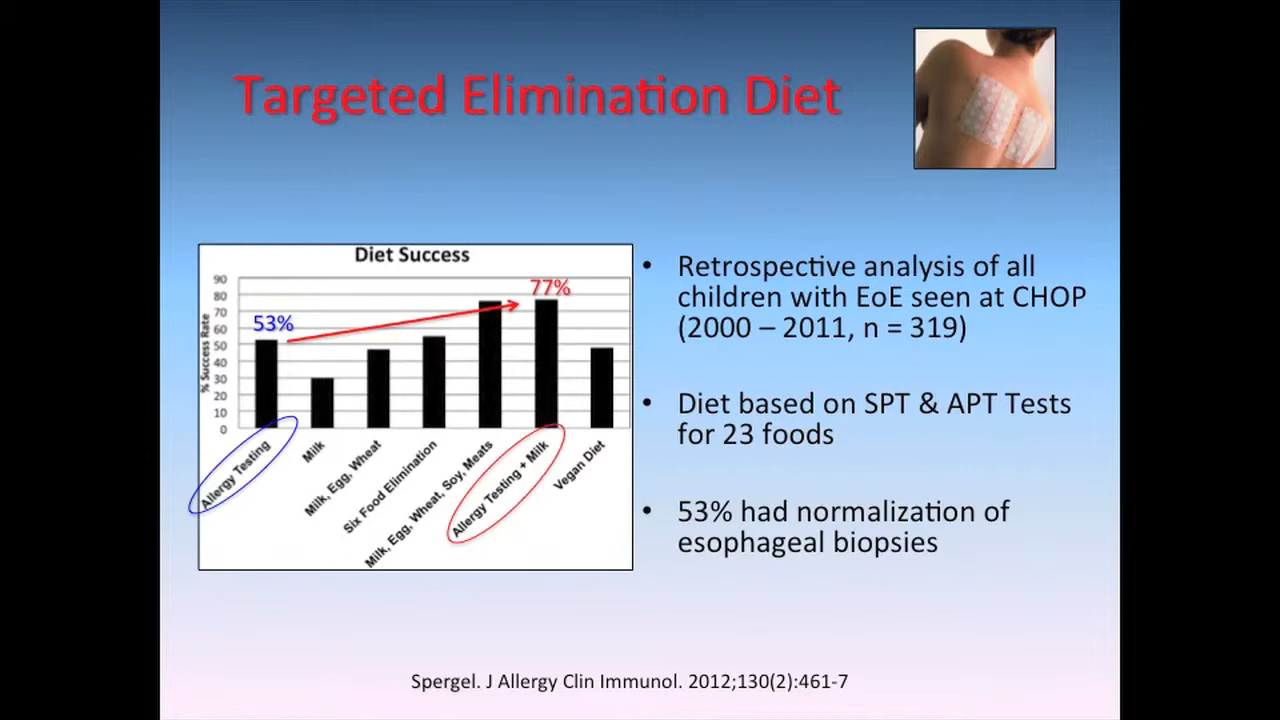 Targeted Elimination Diet
Diet Success
% Success Rate
90
80
70
60
50
40
30
20
10
0
53%
77%
Allergy Testing
Milk
Milk, Egg, Wheat
Six Food Elimination
Milk, Egg, Wheat, Soy, Meats
Allergy Testing + Milk
Vegan Diet
• Retrospective analysis of all
children with EoE seen at CHOP
(2000 – 2011, n = 319)
• Diet based on SPT & APT Tests
for 23 foods
• 53% had normalization of
esophageal biopsies
Spergel. J Allergy Clin Immunol. 2012;130(2):461-7